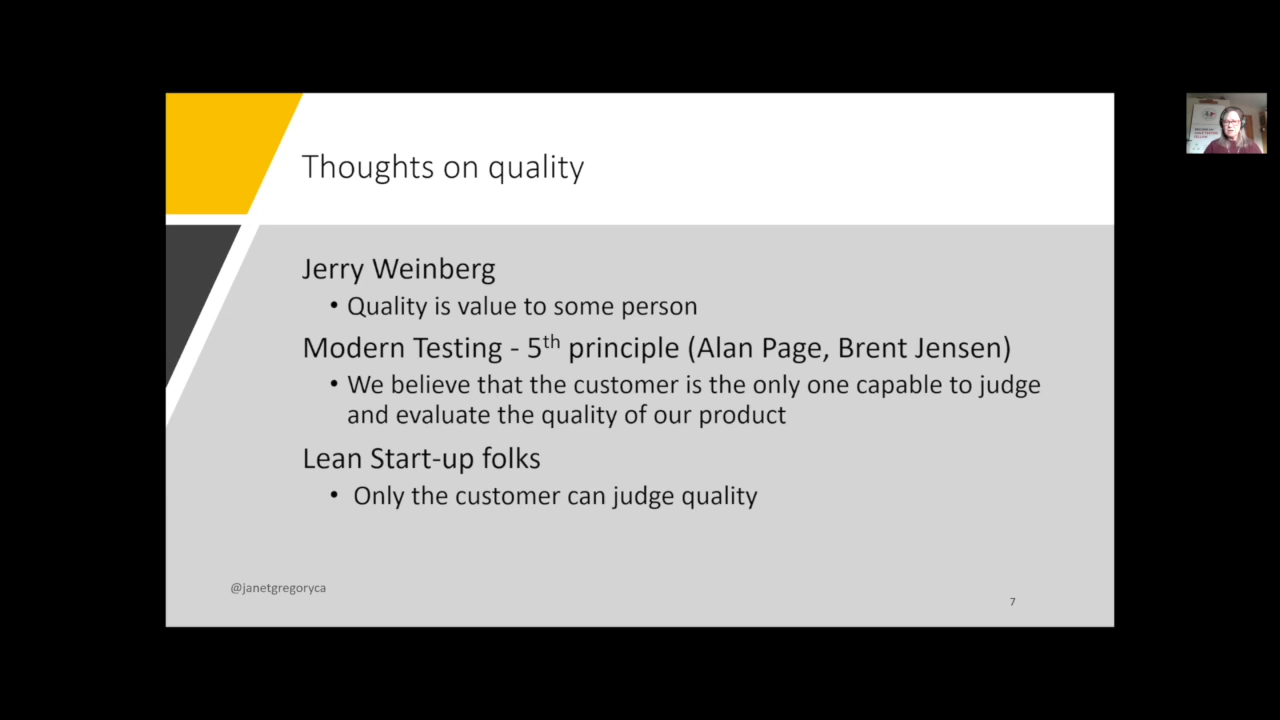 Thoughts on quality
Jerry Weinberg
• Quality is value to some person
Modern Testing - 5th principle (Alan Page, Brent Jensen)
• We believe that the customer is the only one capable to judge
and evaluate the quality of our product
Lean Start-up folks
• Only the customer can judge quality
@janetgregoryca
7